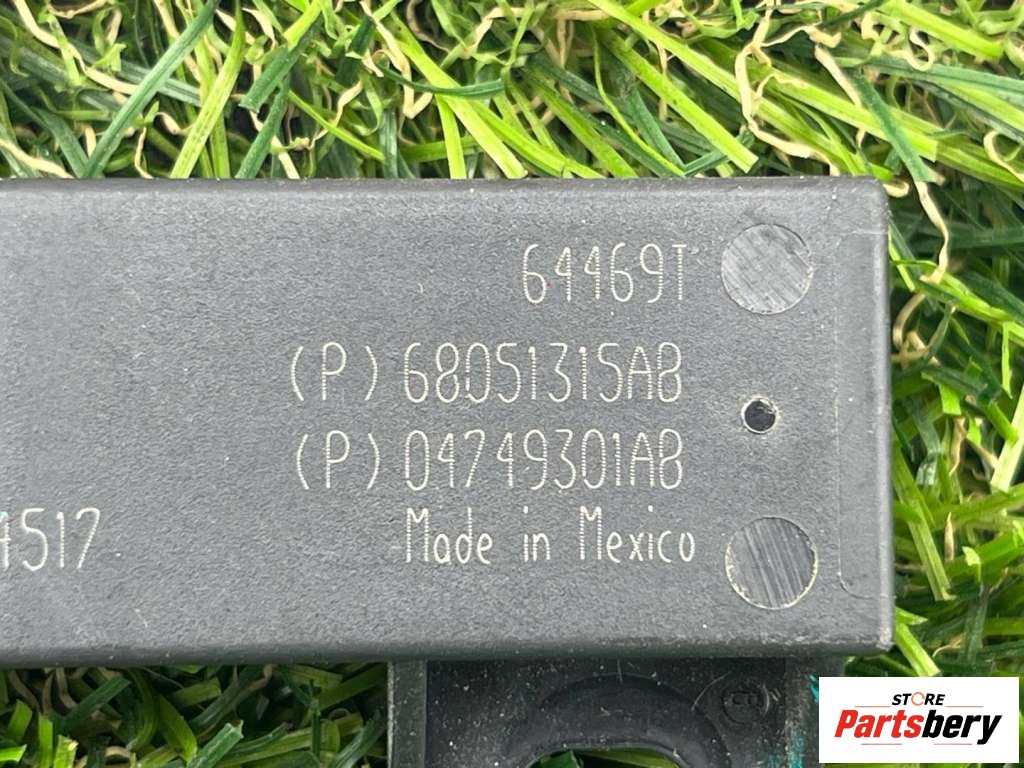 64469T
(P) 68051315AB
(P) 04749301AB
Made in Mexico
4517
STORE
Partsbery